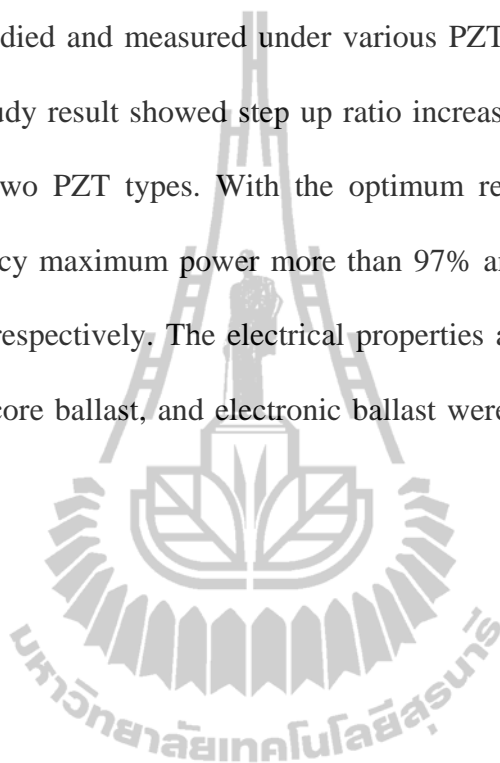 died and measured under various PZT
udy result showed step up ratio increas
wo PZT types. With the optimum re
cy maximum power more than 97% a
respectively. The electrical properties a
core ballast, and electronic ballast were
มหาวิทยาลัยเทคโนโลยีสุรนารี